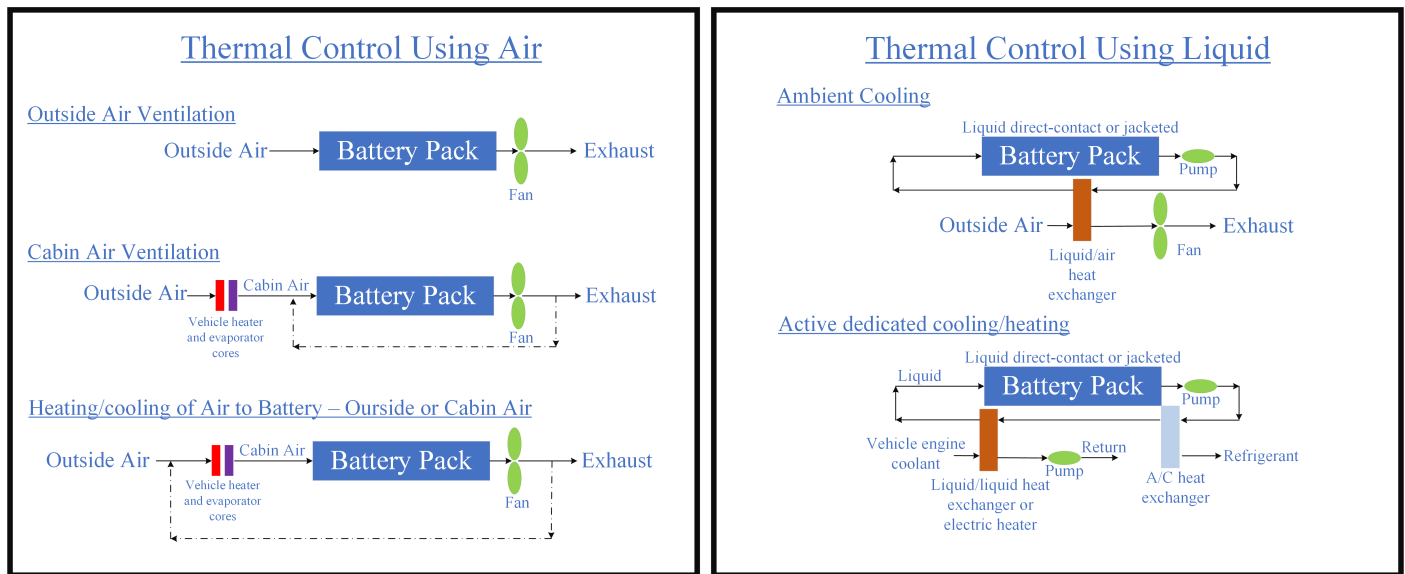 Thermal Control Using Air
Outside Air Ventilation
Outside Air
Battery Pack
Exhaust
Fan
Cabin Air Ventilation
Outside Air
Cabin Air
Battery Pack
Exhaust
Vehicle heater
and evaporator
cores
Fan
Heating/cooling of Air to Battery – Ourside or Cabin Air
Outside Air
Cabin Air
Battery Pack
Exhaust
Vehicle heater
and evaporator
cores
Fan
Thermal Control Using Liquid
Ambient Cooling
Liquid direct-contact or jacketed
Battery Pack
Pump
Outside Air
Exhaust
Fan
Liquid/air
heat
exchanger
Active dedicated cooling/heating
Liquid direct-contact or jacketed
Liquid
Battery Pack
Pump
Vehicle engine
coolant
Pump
Return
Refrigerant
Liquid/liquid heat
exchanger or
electric heater
A/C heat
exchanger